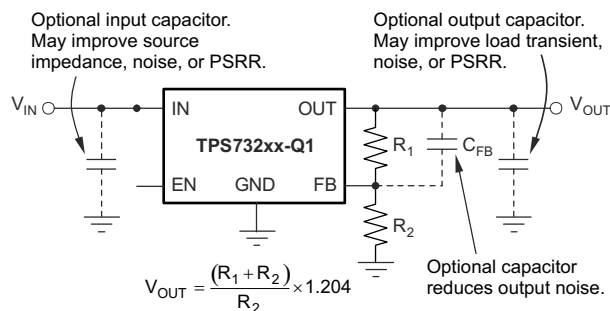 Optional input capacitor.
May improve source
impedance, noise, or PSRR.
Optional output capacitor.
May improve load transient,
noise, or PSRR.
V_IN
IN
OUT
V_OUT
TPS732xx-Q1
R_1
C_FB
EN
GND
FB
R_2
V_OUT = (R_1 + R_2) / R_2 × 1.204
Optional capacitor
reduces output noise.